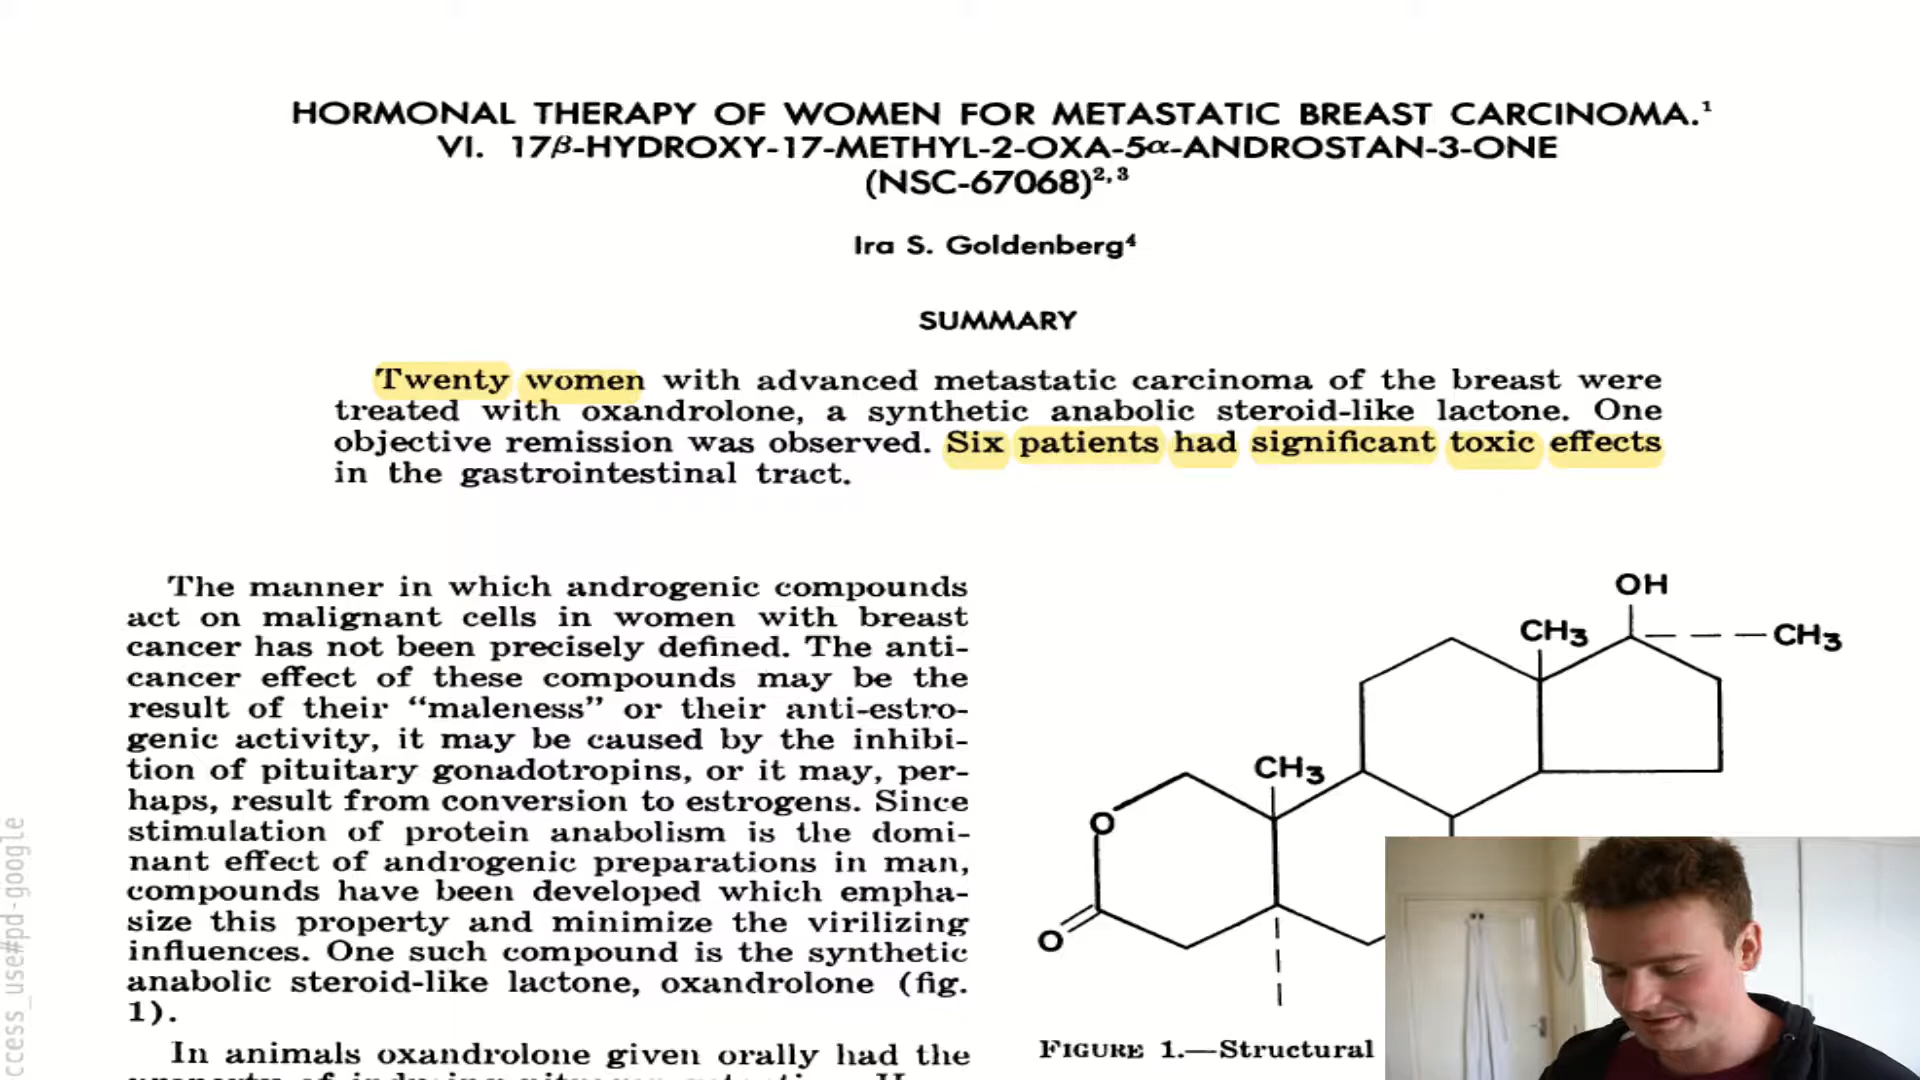 HORMONAL THERAPY OF WOMEN FOR METASTATIC BREAST CARCINOMA.¹
VI. 17β-HYDROXY-17-METHYL-2-OXA-5α-ANDROSTAN-3-ONE
(NSC-67068)²,³
Ira S. Goldenberg⁴
SUMMARY
Twenty women with advanced metastatic carcinoma of the breast were
treated with oxandrolone, a synthetic anabolic steroid-like lactone. One
objective remission was observed. Six patients had significant toxic effects
in the gastrointestinal tract.
The manner in which androgenic compounds
act on malignant cells in women with breast
cancer has not been precisely defined. The anti-
cancer effect of these compounds may be the
result of their “maleness” or their anti-estro-
genic activity, it may be caused by the inhibi-
tion of pituitary gonadotropins, or it may, per-
haps, result from conversion to estrogens. Since
stimulation of protein anabolism is the domi-
nant effect of androgenic preparations in man,
compounds have been developed which empha-
size this property and minimize the virilizing
influences. One such compound is the synthetic
anabolic steroid-like lactone, oxandrolone (fig.
1).
In animals oxandrolone given orally had the
OH
CH₃
CH₃
CH₃
O
O
FIGURE 1.—Structural
ccess_use#pd-google